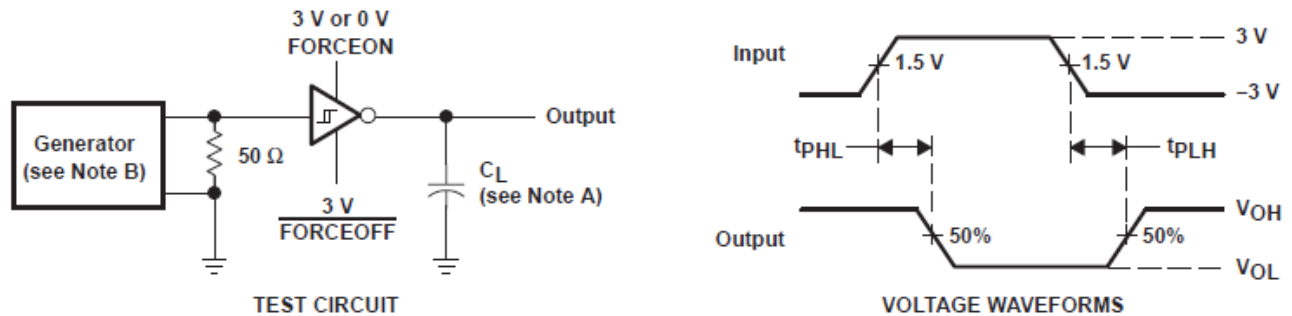 3 V or 0 V
FORCEON
Generator
(see Note B)
50 Ω
Output
CL
(see Note A)
3 V
FORCEOFF
TEST CIRCUIT
Input
1.5 V
1.5 V
3 V
–3 V
tPHL
tPLH
Output
50%
50%
VOH
VOL
VOLTAGE WAVEFORMS